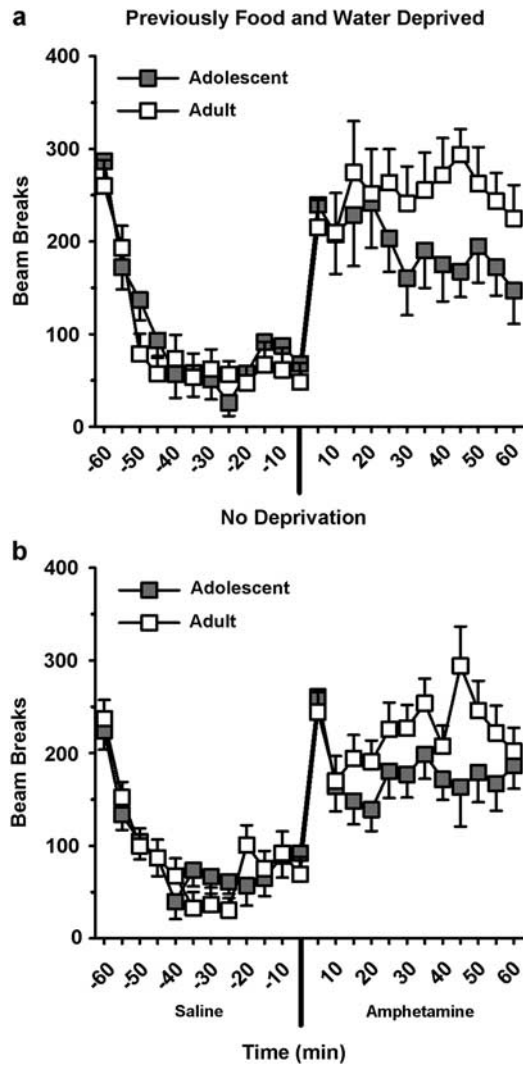 a
Previously Food and Water Deprived
400
300
200
100
0
Beam Breaks
Adolescent
Adult
-60
-50
-40
-30
-20
-10
10
20
30
40
50
60
No Deprivation
b
400
300
200
100
0
Beam Breaks
Adolescent
Adult
-60
-50
-40
-30
-20
-10
10
20
30
40
50
60
Saline
Amphetamine
Time (min)